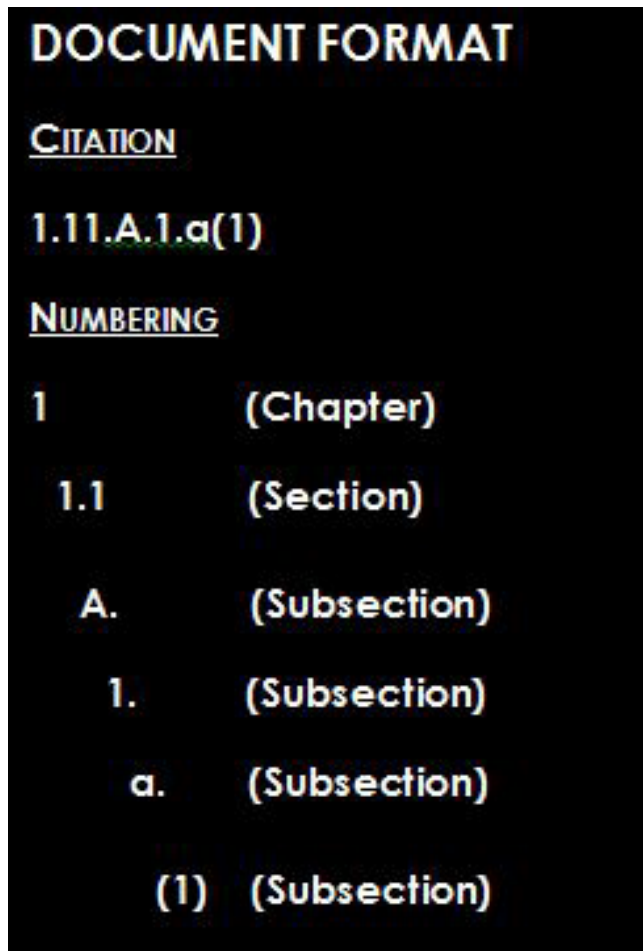 DOCUMENT FORMAT
CITATION
1.11.A.1.a(1)
NUMBERING
1 (Chapter)
1.1 (Section)
A. (Subsection)
1. (Subsection)
a. (Subsection)
(1) (Subsection)